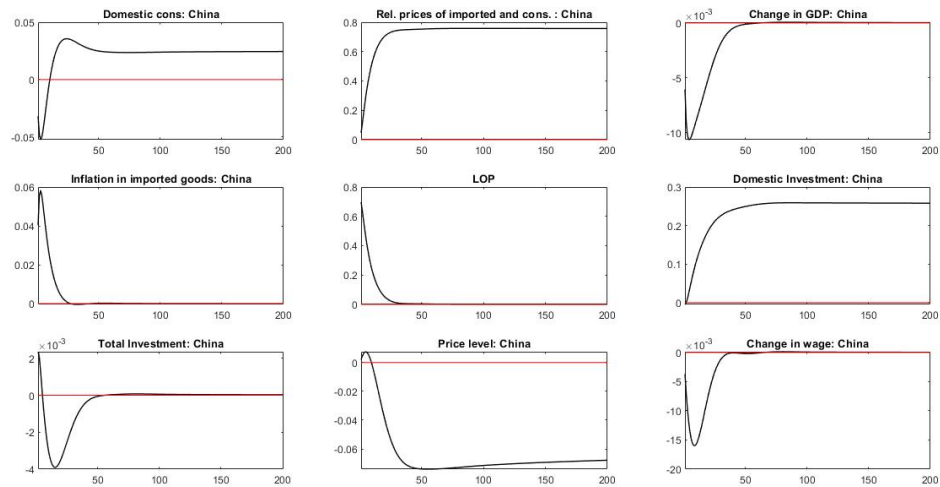 Domestic cons: China
0.05
0
-0.05
50 100 150 200
Rel. prices of imported and cons. : China
0.8
0.6
0.4
0.2
0
50 100 150 200
×10⁻³ Change in GDP: China
0
-5
-10
50 100 150 200
Inflation in imported goods: China
0.06
0.04
0.02
0
50 100 150 200
LOP
0.8
0.6
0.4
0.2
0
50 100 150 200
Domestic Investment: China
0.3
0.2
0.1
0
50 100 150 200
×10⁻³ Total Investment: China
2
0
-2
-4
50 100 150 200
Price level: China
0
-0.02
-0.04
-0.06
50 100 150 200
×10⁻³ Change in wage: China
0
-5
-10
-15
-20
50 100 150 200